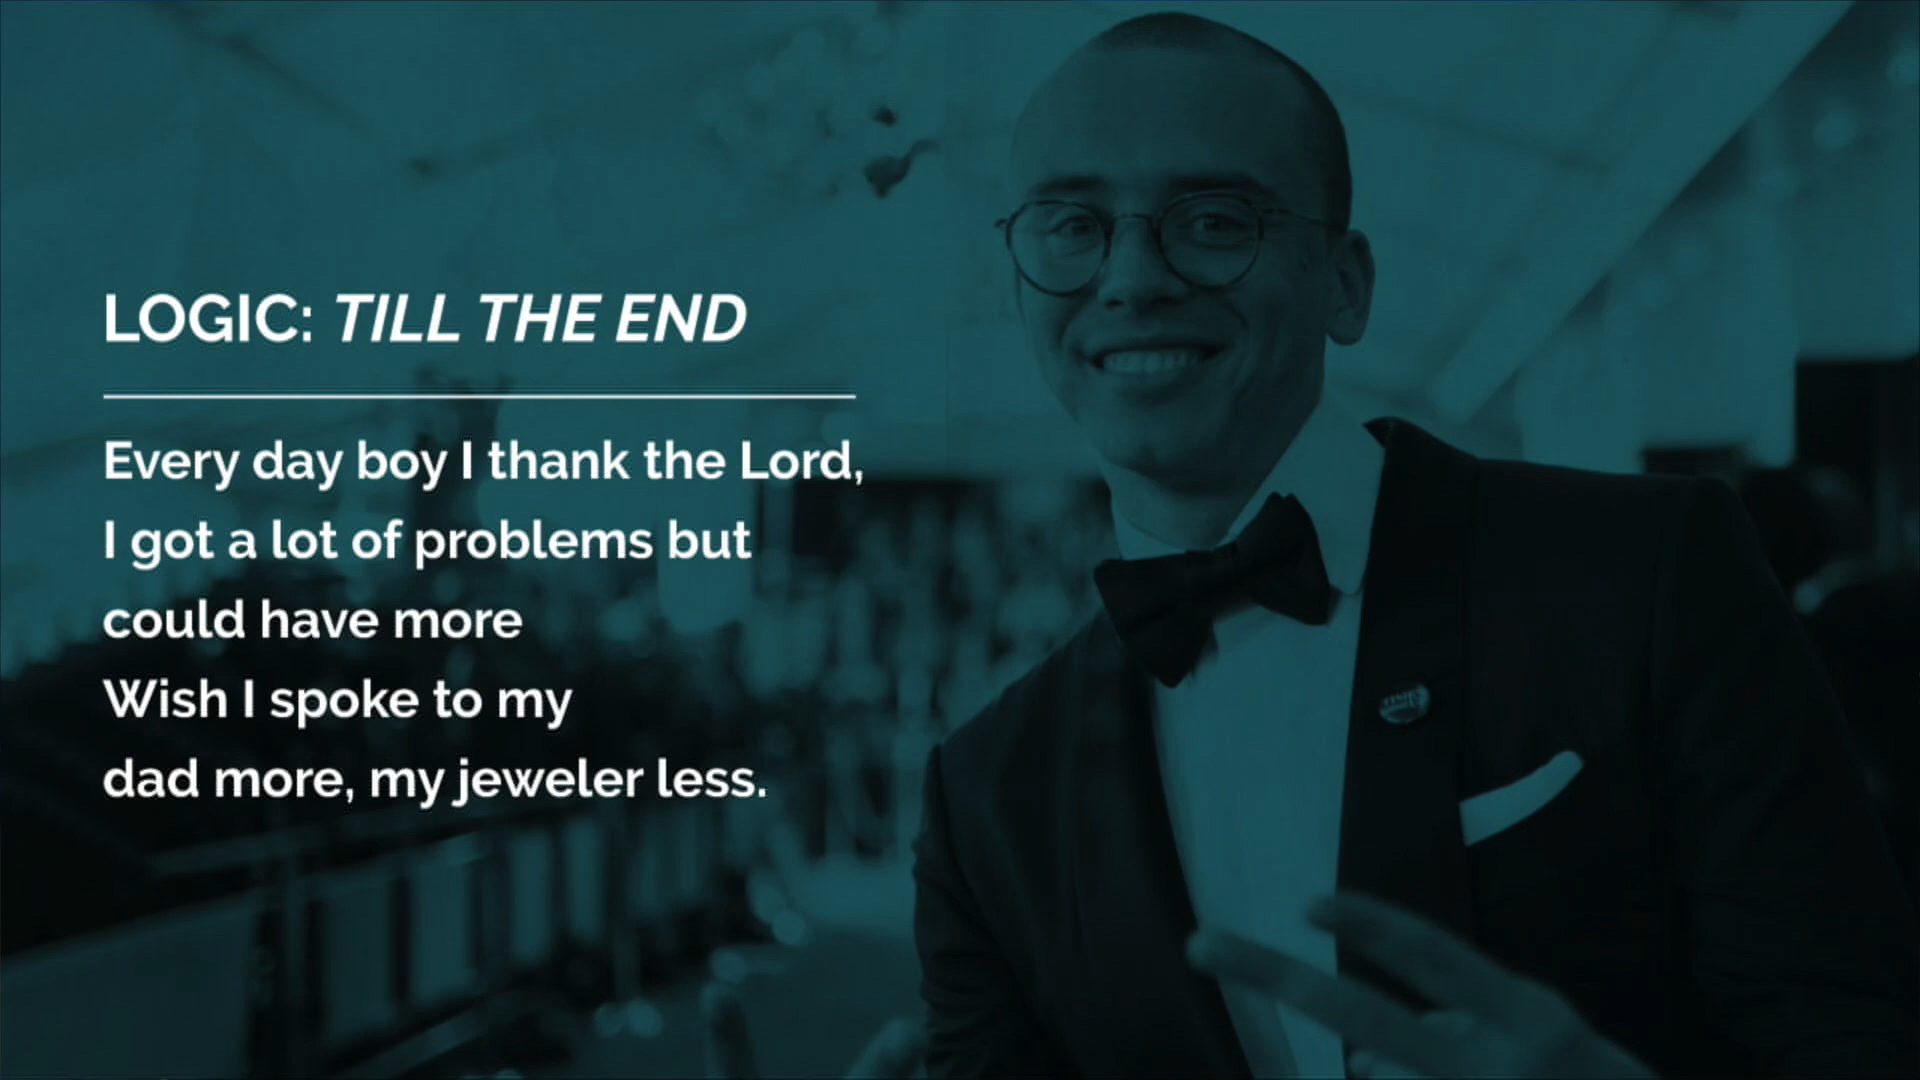 LOGIC: TILL THE END
Every day boy I thank the Lord,
I got a lot of problems but
could have more
Wish I spoke to my
dad more, my jeweler less.